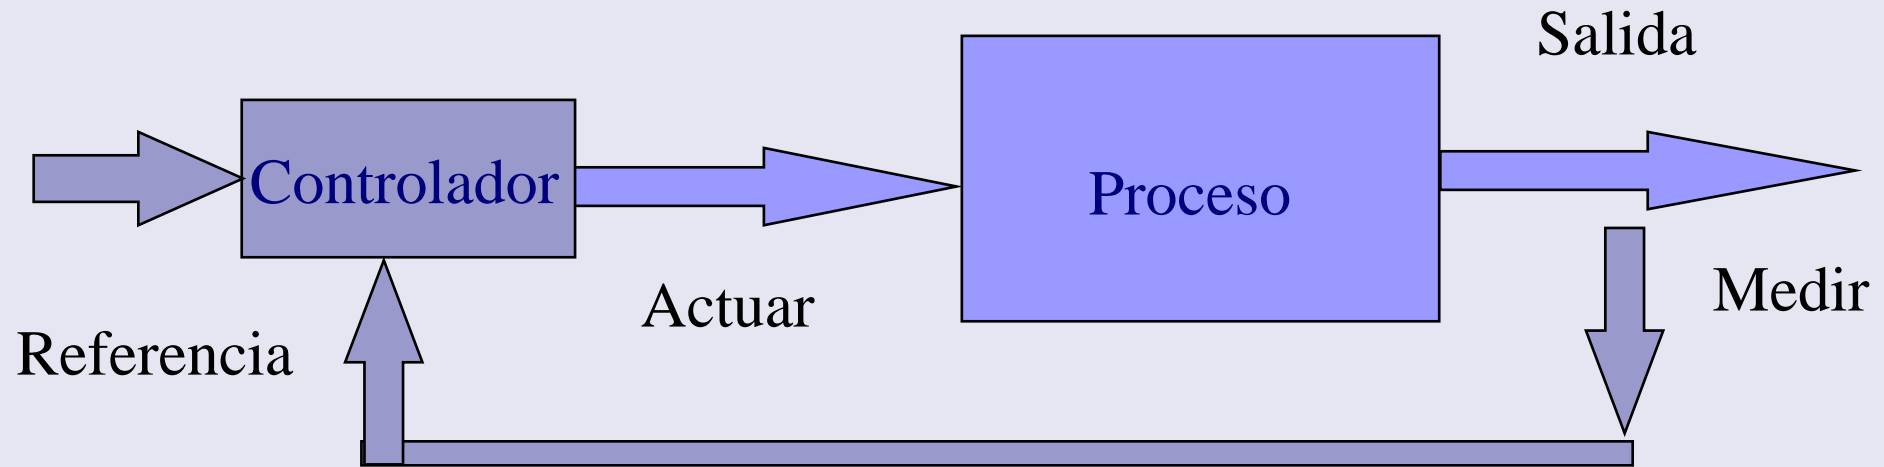 Salida
Controlador
Proceso
Actuar
Medir
Referencia